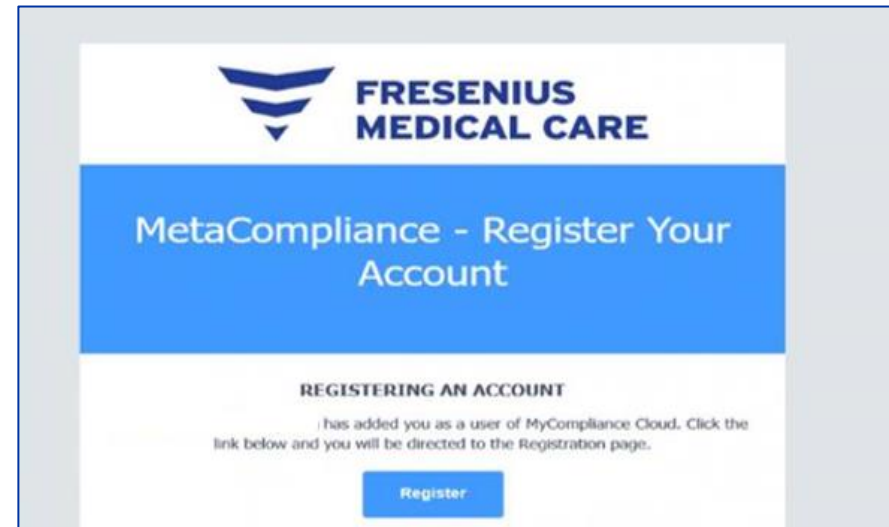 FRESENIUS
MEDICAL CARE
MetaCompliance - Register Your
Account
REGISTERING AN ACCOUNT
has added you as a user of MyCompliance Cloud. Click the
link below and you will be directed to the Registration page.
Register